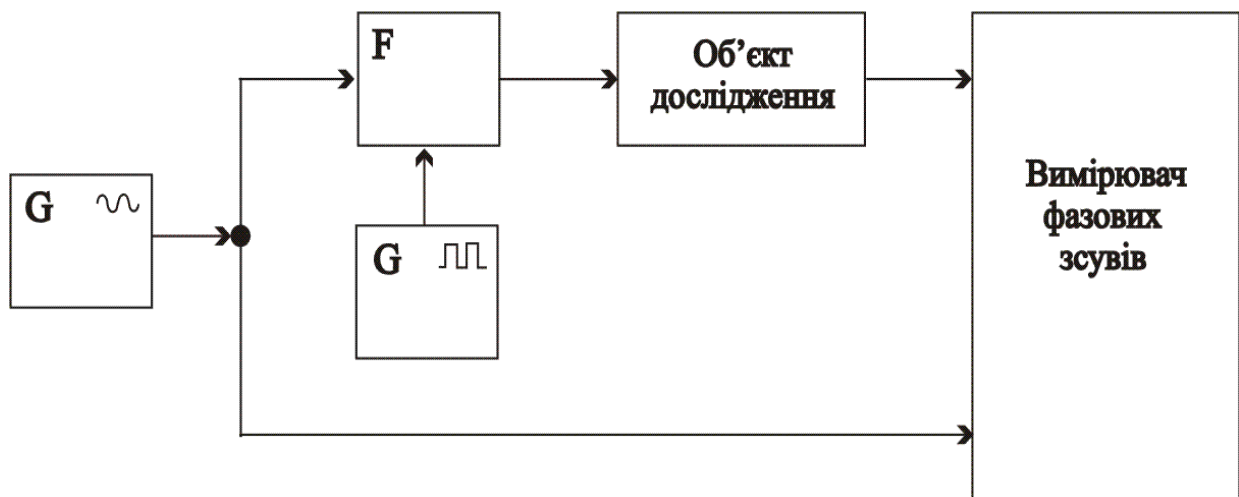 F
Об’єкт
дослідження
G
G
Вимірювач
фазових
зсувів